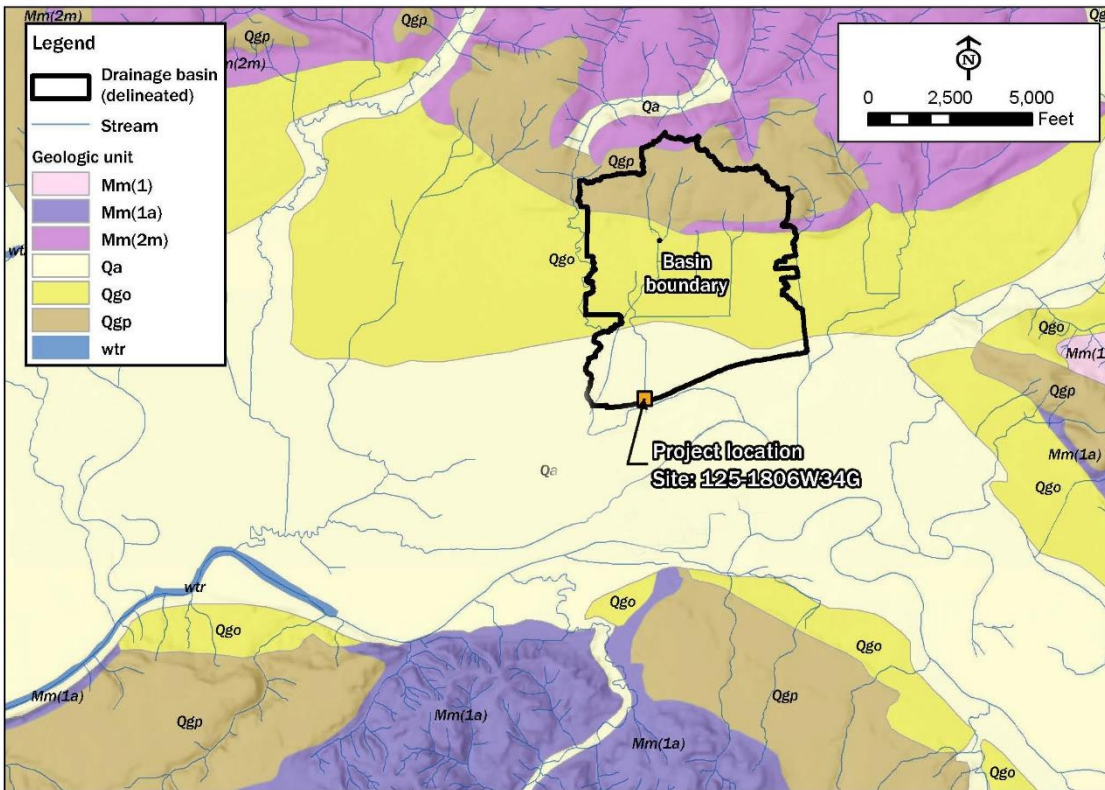 Mm(2m)
Qgp
Qgp
Qg
m(2m)
Legend
Drainage basin
(delineated)
Stream
Geologic unit
Mm(1)
Mm(1a)
Mm(2m)
Qa
Qgo
Qgp
wtr
N
0 2,500 5,000
Feet
Qa
Qgp
wt
Qgo
Basin
boundary
Qgo
Mm(1
Qgp
Mm(1a)
Qgo
Project location
Site: 125-1806W34G
Qa
wtr
Qgo
Qgo
Qgo
Mm(1a)
Qgp
Mm(1a)
Qgp
Mm(1a)
Qgo